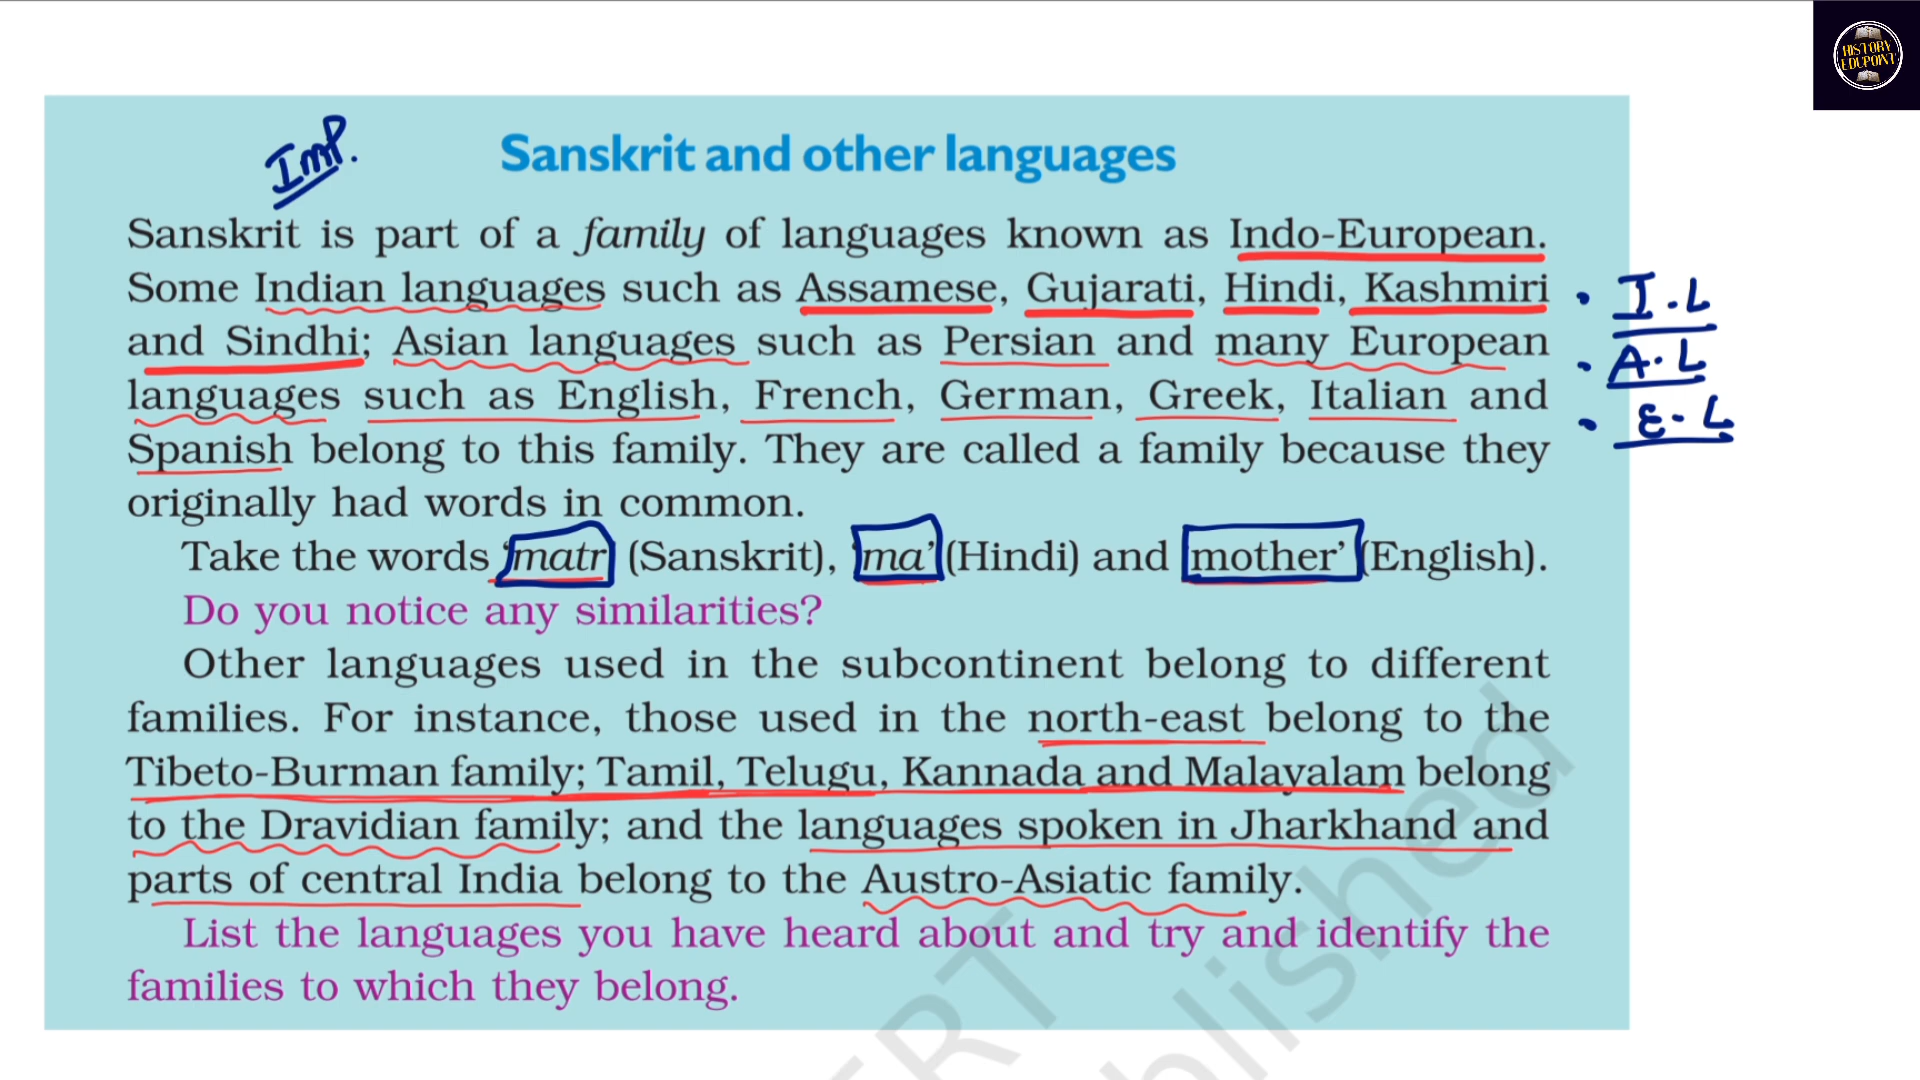 HISTORY
EDUPOINT
Imp.
Sanskrit and other languages
Sanskrit is part of a family of languages known as Indo-European.
Some Indian languages such as Assamese, Gujarati, Hindi, Kashmiri
and Sindhi; Asian languages such as Persian and many European
languages such as English, French, German, Greek, Italian and
Spanish belong to this family. They are called a family because they
originally had words in common.
Take the words ‘matr’ (Sanskrit), ‘ma’ (Hindi) and ‘mother’ (English).
Do you notice any similarities?
Other languages used in the subcontinent belong to different
families. For instance, those used in the north-east belong to the
Tibeto-Burman family; Tamil, Telugu, Kannada and Malayalam belong
to the Dravidian family; and the languages spoken in Jharkhand and
parts of central India belong to the Austro-Asiatic family.
List the languages you have heard about and try and identify the
families to which they belong.
• I.L
• A.L
• E.L